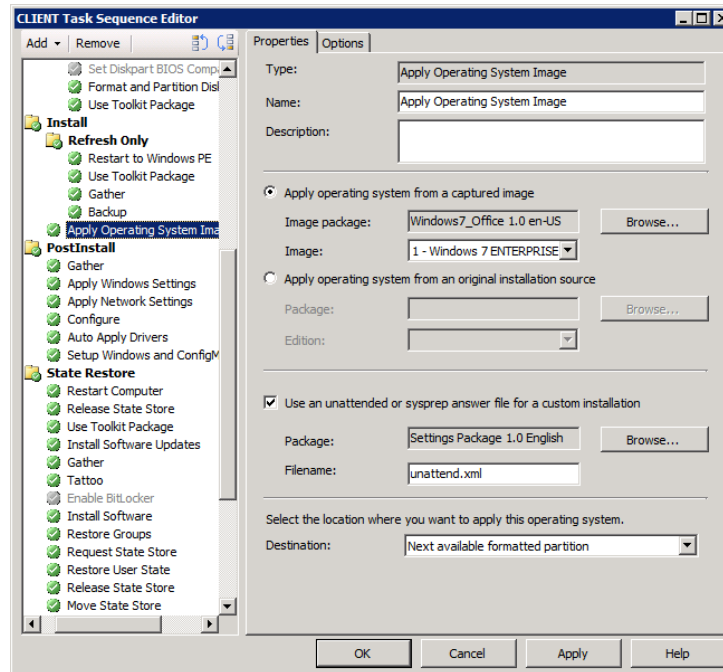 CLIENT Task Sequence Editor
Add Remove
Set Diskpart BIOS Compa
Format and Partition Disl
Use Toolkit Package
Install
Refresh Only
Restart to Windows PE
Use Toolkit Package
Gather
Backup
Apply Operating System Ima
PostInstall
Gather
Apply Windows Settings
Apply Network Settings
Configure
Auto Apply Drivers
Setup Windows and ConfigM
State Restore
Restart Computer
Release State Store
Use Toolkit Package
Install Software Updates
Gather
Tattoo
Enable BitLocker
Install Software
Restore Groups
Request State Store
Restore User State
Release State Store
Move State Store
Properties Options
Type: Apply Operating System Image
Name: Apply Operating System Image
Description:
Apply operating system from a captured image
Image package: Windows7_Office 1.0 en-US Browse...
Image: 1 - Windows 7 ENTERPRISE
Apply operating system from an original installation source
Package: Browse...
Edition:
Use an unattended or sysprep answer file for a custom installation
Package: Settings Package 1.0 English Browse...
Filename: unattend.xml
Select the location where you want to apply this operating system.
Destination: Next available formatted partition
OK Cancel Apply Help